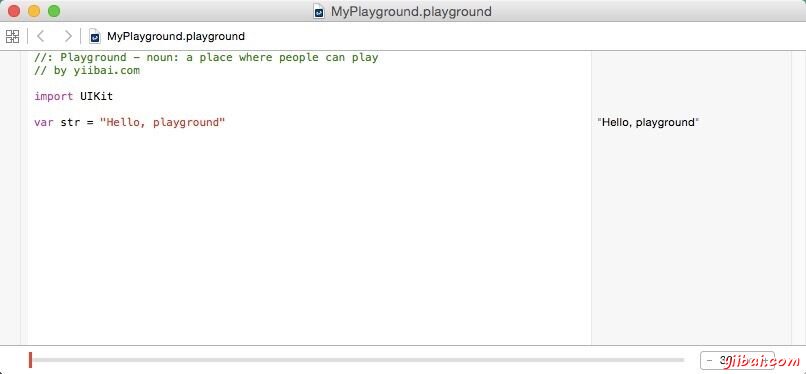 MyPlayground.playground
MyPlayground.playground
//: Playground - noun: a place where people can play
// by yiibai.com
import UIKit
var str = "Hello, playground"
"Hello, playground"
yiibai.com